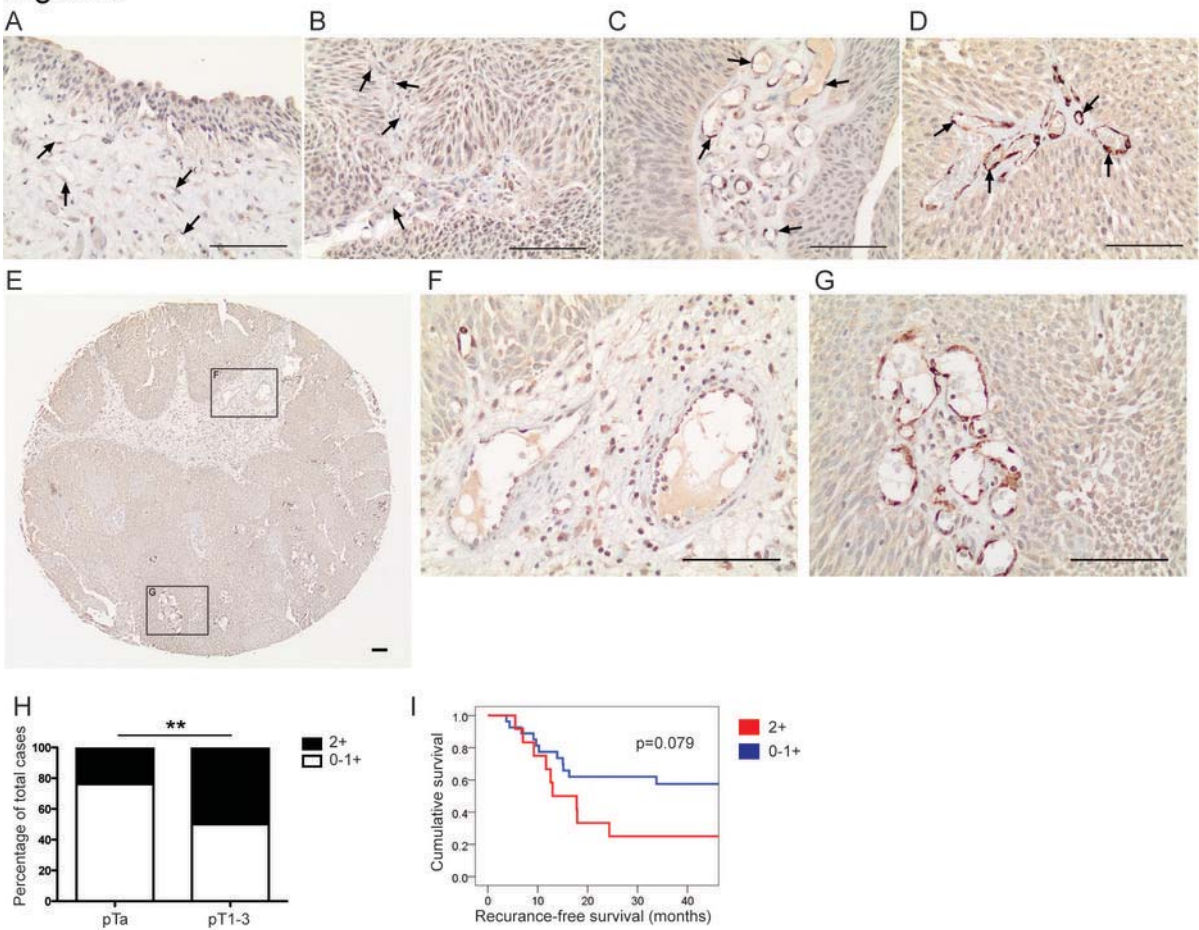 A
B
C
D
E
F
G
F
G
H
**
Percentage of total cases
100
80
60
40
20
0
pTa
pT1-3
2+
0-1+
I
Cumulative survival
1.0
0.8
0.6
0.4
0.2
0.0
p=0.079
0
10
20
30
40
Recurance-free survival (months)
2+
0-1+